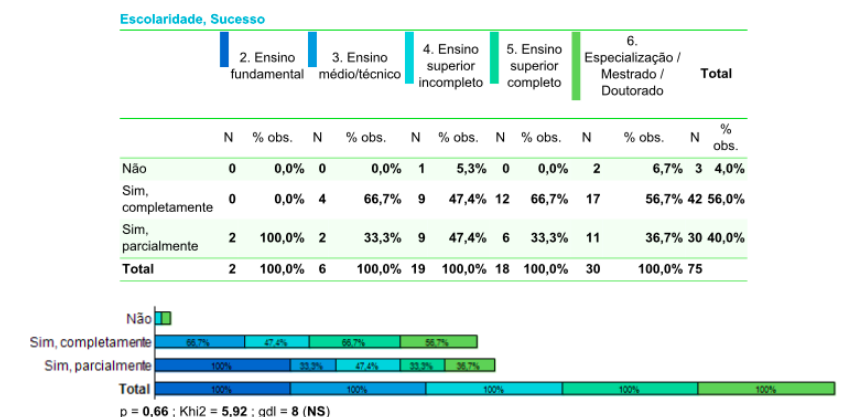 Escolaridade, Sucesso
2. Ensino fundamental 3. Ensino médio/técnico 4. Ensino superior incompleto 5. Ensino superior completo 6. Especialização / Mestrado / Doutorado Total
N % obs. N % obs. N % obs. N % obs. N % obs. N % obs.
Não 0 0,0% 0 0,0% 1 5,3% 0 0,0% 2 6,7% 3 4,0%
Sim, completamente 0 0,0% 4 66,7% 9 47,4% 12 66,7% 17 56,7% 42 56,0%
Sim, parcialmente 2 100,0% 2 33,3% 9 47,4% 6 33,3% 11 36,7% 30 40,0%
Total 2 100,0% 6 100,0% 19 100,0% 18 100,0% 30 100,0% 75
Não
Sim, completamente 66,7% 47,4% 66,7% 56,7%
Sim, parcialmente 100% 33,3% 47,4% 33,3% 36,7%
Total 100% 100% 100% 100% 100%
p = 0,66 ; Khi2 = 5,92 ; gdl = 8 (NS)